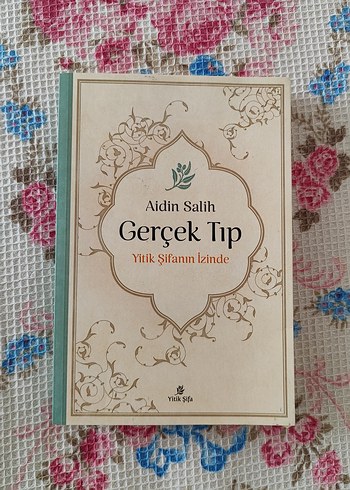 Aidin Salih
Gerçek Tıp
Yitik Şifanın İzinde
Yitik Şifa